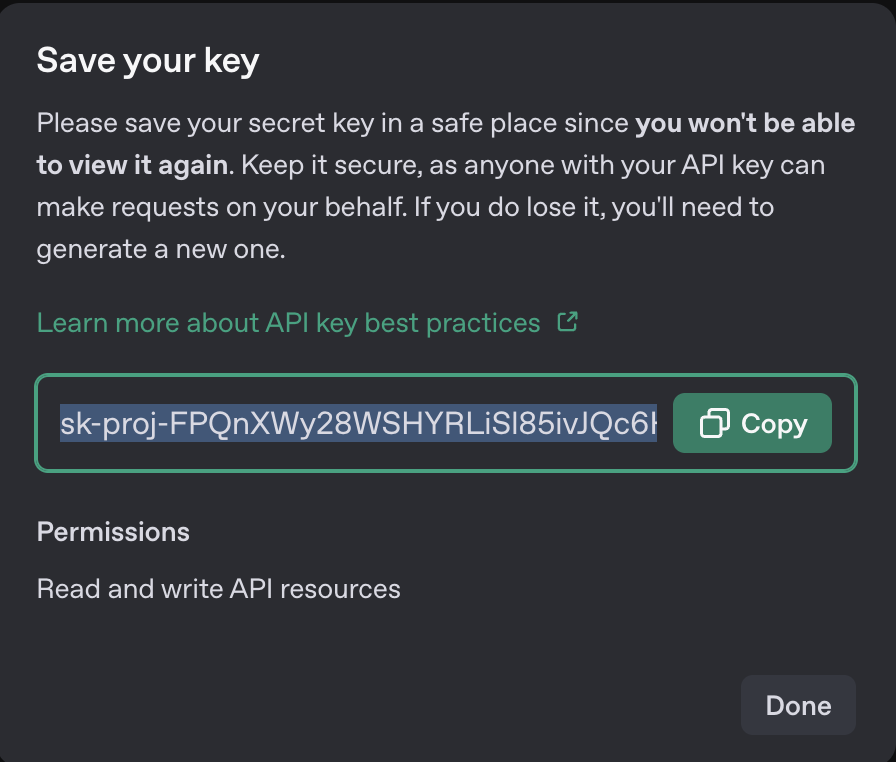 Save your key
Please save your secret key in a safe place since you won't be able
to view it again. Keep it secure, as anyone with your API key can
make requests on your behalf. If you do lose it, you'll need to
generate a new one.
Learn more about API key best practices
sk-proj-FPQnXWy28WSHYRLiSl85ivJQc6
Copy
Permissions
Read and write API resources
Done